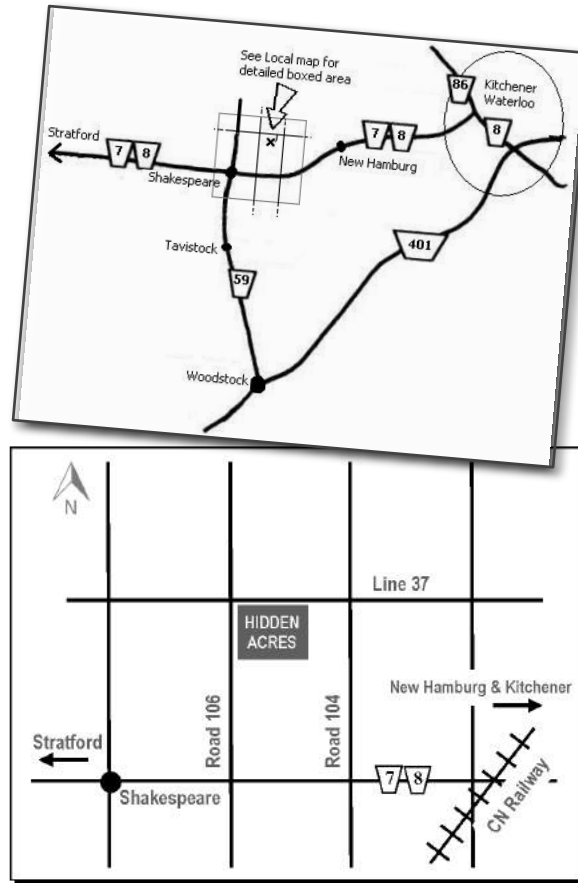 See Local map for
detailed boxed area
86
Kitchener
Waterloo
Stratford
7 8
7 8
8
Shakespeare
New Hamburg
Tavistock
401
59
Woodstock
N
Line 37
HIDDEN
ACRES
Road 106
Road 104
New Hamburg & Kitchener
Stratford
7 8
Shakespeare
CN Railway